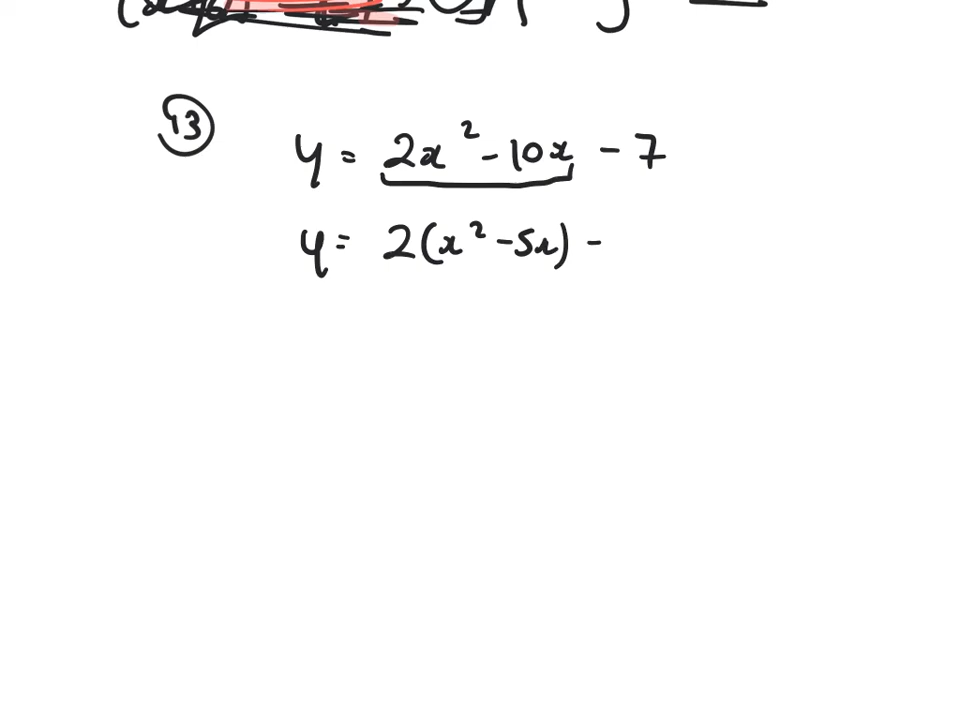 13
y = 2x² - 10x - 7
y = 2(x² - 5x) -